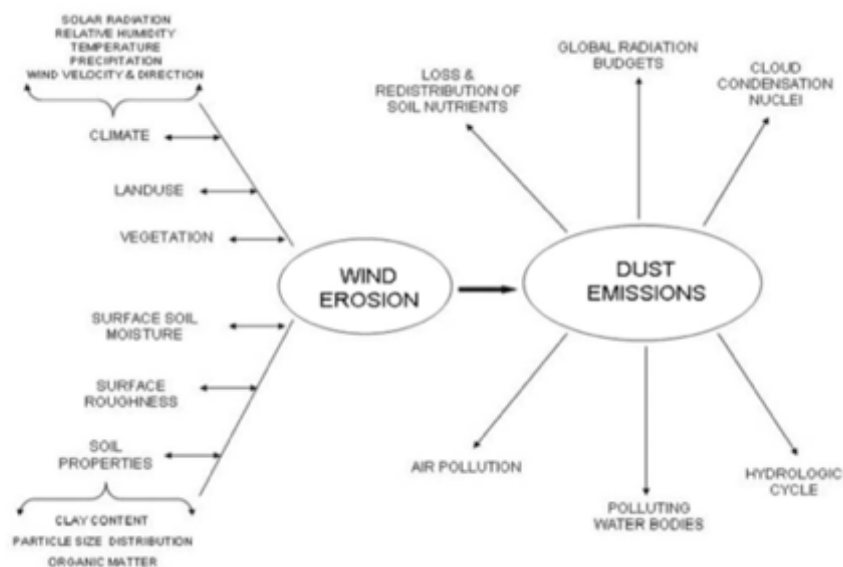 SOLAR RADIATION
RELATIVE HUMIDITY
TEMPERATURE
PRECIPITATION
WIND VELOCITY & DIRECTION
CLIMATE
LANDUSE
VEGETATION
SURFACE SOIL
MOISTURE
SURFACE
ROUGHNESS
SOIL
PROPERTIES
CLAY CONTENT
PARTICLE SIZE DISTRIBUTION
ORGANIC MATTER
WIND
EROSION
DUST
EMISSIONS
LOSS &
REDISTRIBUTION OF
SOIL NUTRIENTS
GLOBAL RADIATION
BUDGETS
CLOUD
CONDENSATION
NUCLEI
AIR POLLUTION
POLLUTING
WATER BODIES
HYDROLOGIC
CYCLE